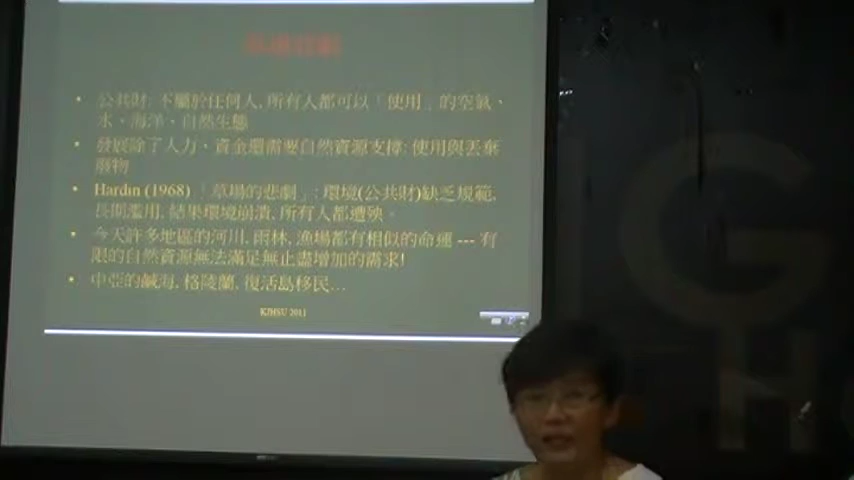 • 公共財: 不屬於任何人, 所有人都可以「使用」的空氣、
水、海洋、自然生態
• 發展除了人力、資金還需要自然資源支撐: 使用與丟棄
廢物
• Hardin (1968) 「草場的悲劇」: 環境(公共財)缺乏規範,
長期濫用, 結果環境崩潰, 所有人都遭殃。
• 今天許多地區的河川, 雨林, 漁場都有相似的命運 --- 有
限的自然資源無法滿足無止盡增加的需求!
• 中亞的鹹海, 格陵蘭, 復活島移民...
KJHSU 2011
G
H